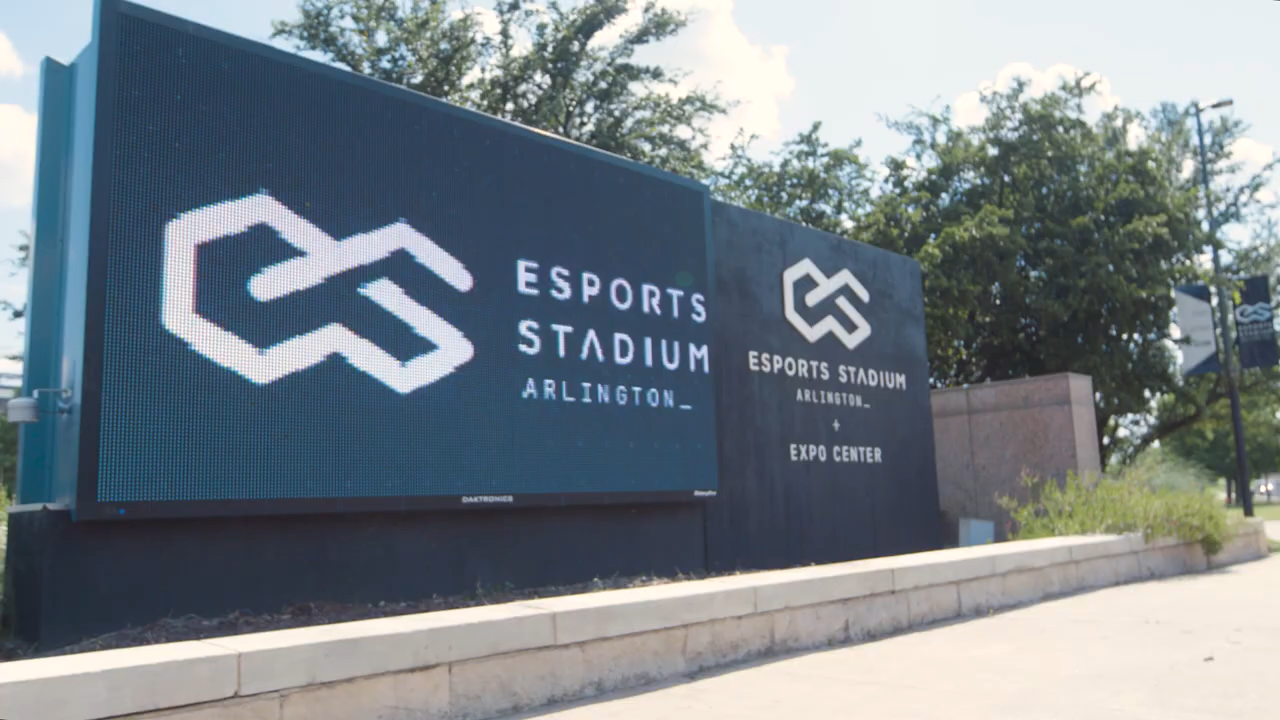 ESPORTS
STADIUM
ARLINGTON_
DAKTRONICS
ESPORTS STADIUM
ARLINGTON_
+
EXPO CENTER